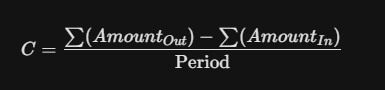 C = ∑(Amount_Out) − ∑(Amount_In) / Period